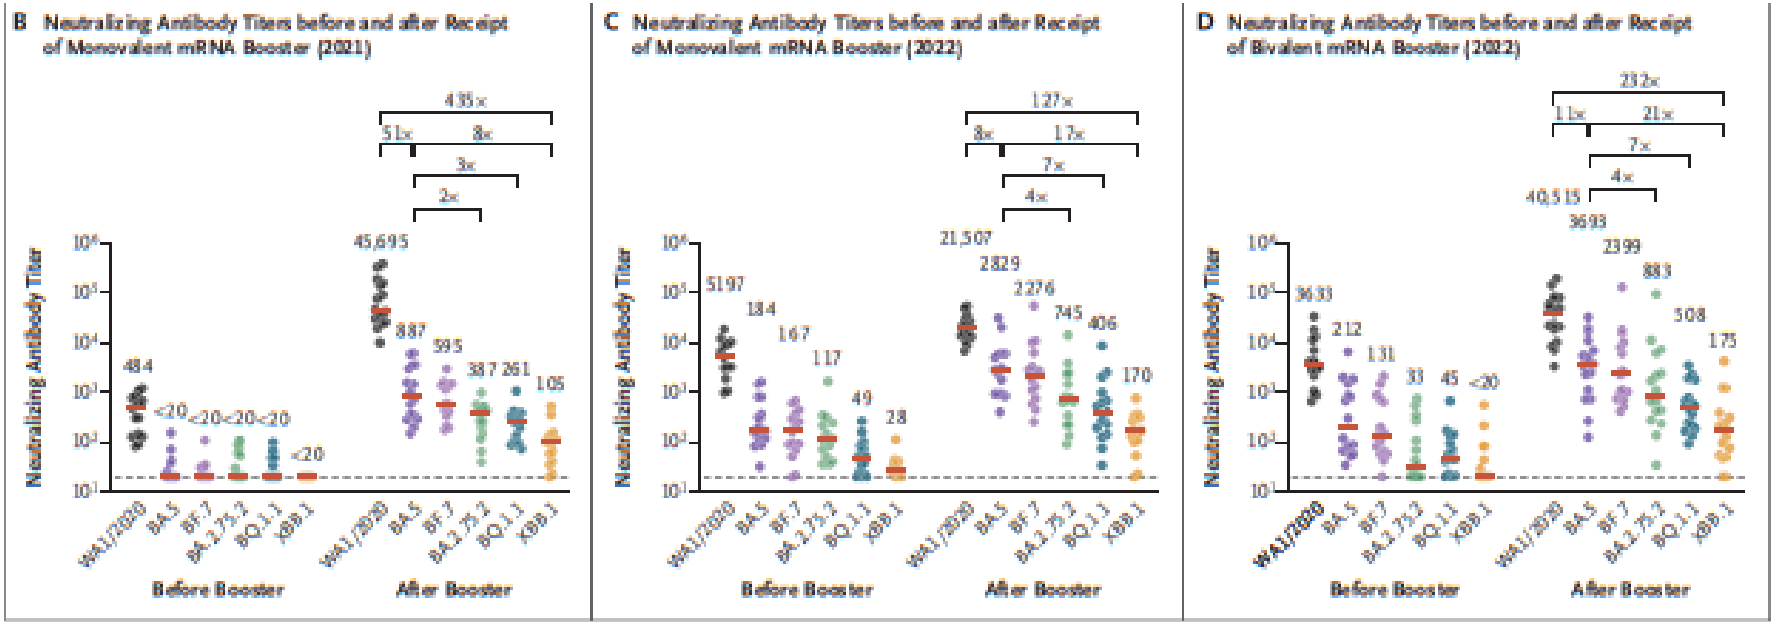 B Neutralizing Antibody Titers before and after Receipt
of Monovalent mRNA Booster (2021)
435×
51× 8×
3×
2×
Neutralizing Antibody Titer
10⁶
10⁵
10⁴
10³
10²
10¹
484
<20
<20
<20
<20
<20
45,695
887
595
387
261
105
WA1/2020
BA.5
BF.7
BA.2.75.2
BQ.1.1
XBB.1
WA1/2020
BA.5
BF.7
BA.2.75.2
BQ.1.1
XBB.1
Before Booster
After Booster
C Neutralizing Antibody Titers before and after Receipt
of Monovalent mRNA Booster (2022)
127×
8× 17×
7×
4×
Neutralizing Antibody Titer
10⁶
10⁵
10⁴
10³
10²
10¹
5197
184
167
117
49
28
21,507
2829
2276
745
406
170
WA1/2020
BA.5
BF.7
BA.2.75.2
BQ.1.1
XBB.1
WA1/2020
BA.5
BF.7
BA.2.75.2
BQ.1.1
XBB.1
Before Booster
After Booster
D Neutralizing Antibody Titers before and after Receipt
of Bivalent mRNA Booster (2022)
232×
11× 21×
7×
4×
Neutralizing Antibody Titer
10⁶
10⁵
10⁴
10³
10²
10¹
3633
212
131
33
45
<20
40,515
3693
2399
883
508
175
WA1/2020
BA.5
BF.7
BA.2.75.2
BQ.1.1
XBB.1
WA1/2020
BA.5
BF.7
BA.2.75.2
BQ.1.1
XBB.1
Before Booster
After Booster